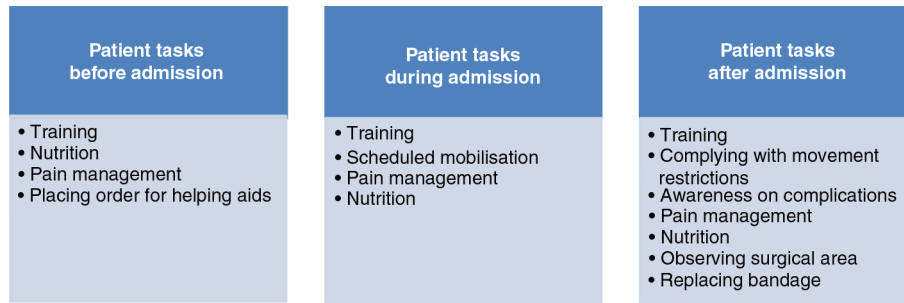 Patient tasks
before admission
• Training
• Nutrition
• Pain management
• Placing order for helping aids
Patient tasks
during admission
• Training
• Scheduled mobilisation
• Pain management
• Nutrition
Patient tasks
after admission
• Training
• Complying with movement
restrictions
• Awareness on complications
• Pain management
• Nutrition
• Observing surgical area
• Replacing bandage